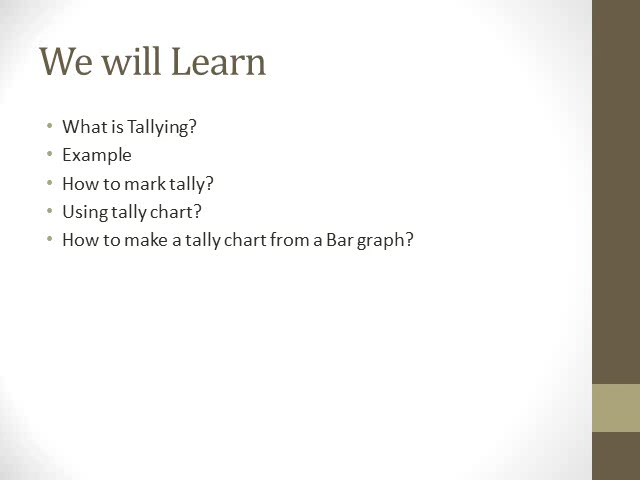 We will Learn
• What is Tallying?
• Example
• How to mark tally?
• Using tally chart?
• How to make a tally chart from a Bar graph?